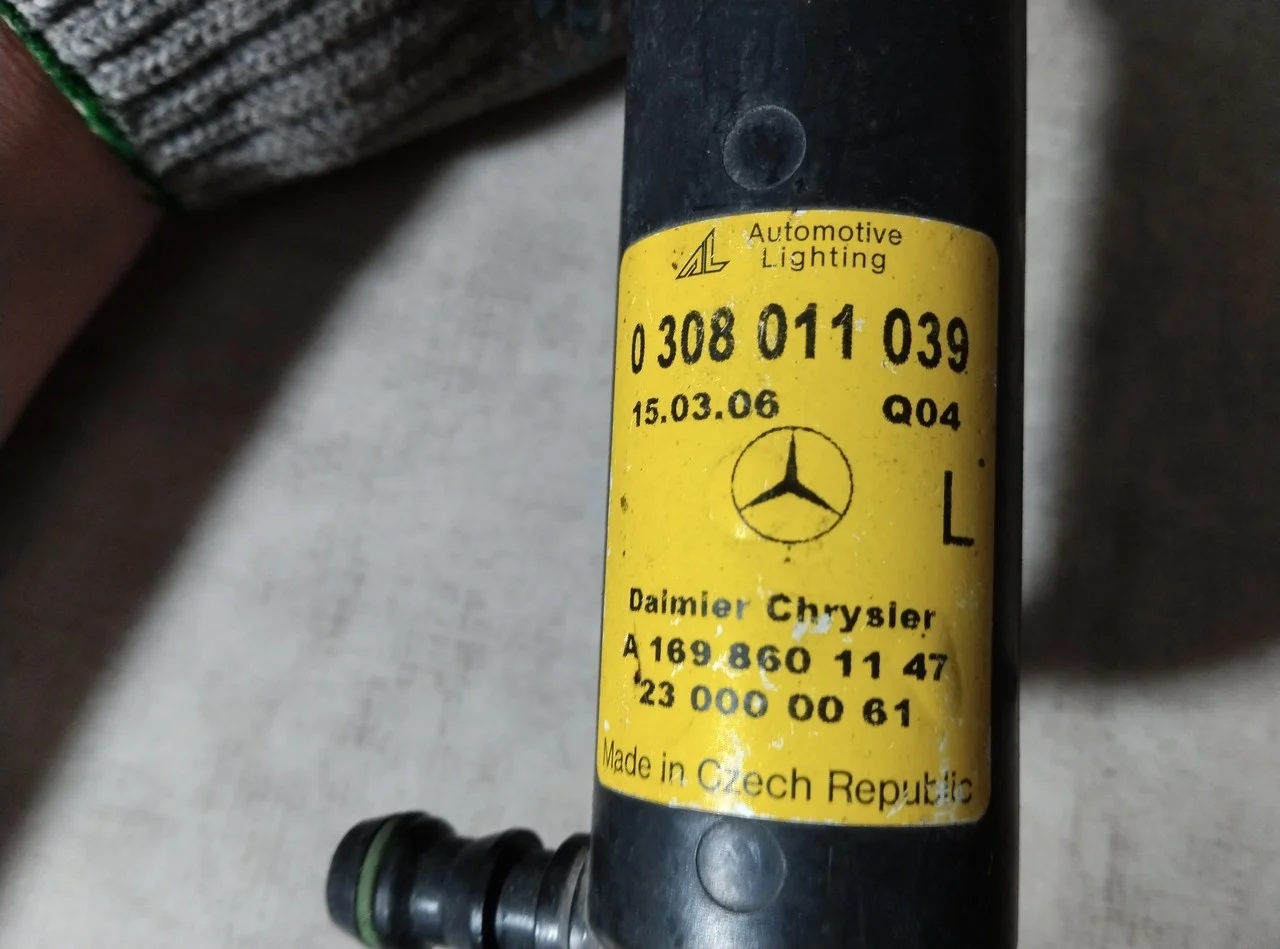 AL Automotive
Lighting
0 308 011 039
15.03.06 Q04
L
Daimler Chrysler
A 169 860 11 47
23 000 00 61
Made in Czech Republic